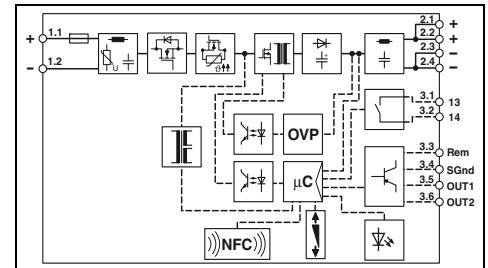 + 1.1
− 1.2
U
ϑ
2.1 +
2.2 +
2.3 −
2.4 −
OVP
μC
NFC
3.1 13
3.2 14
3.3 Rem
3.4 SGnd
3.5 OUT1
3.6 OUT2